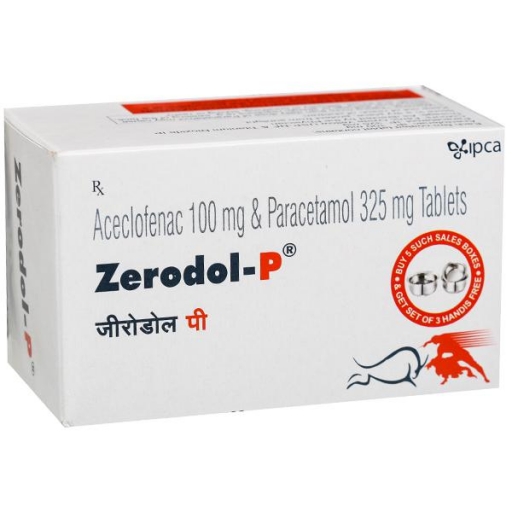 ipca
Rx
Aceclofenac 100 mg & Paracetamol 325 mg Tablets
Zerodol-P®
जीरोडोल पी
BUY 5 SUCH SALES BOXES
& GET SET OF 3 HANDIS FREE
Zerodol-P®